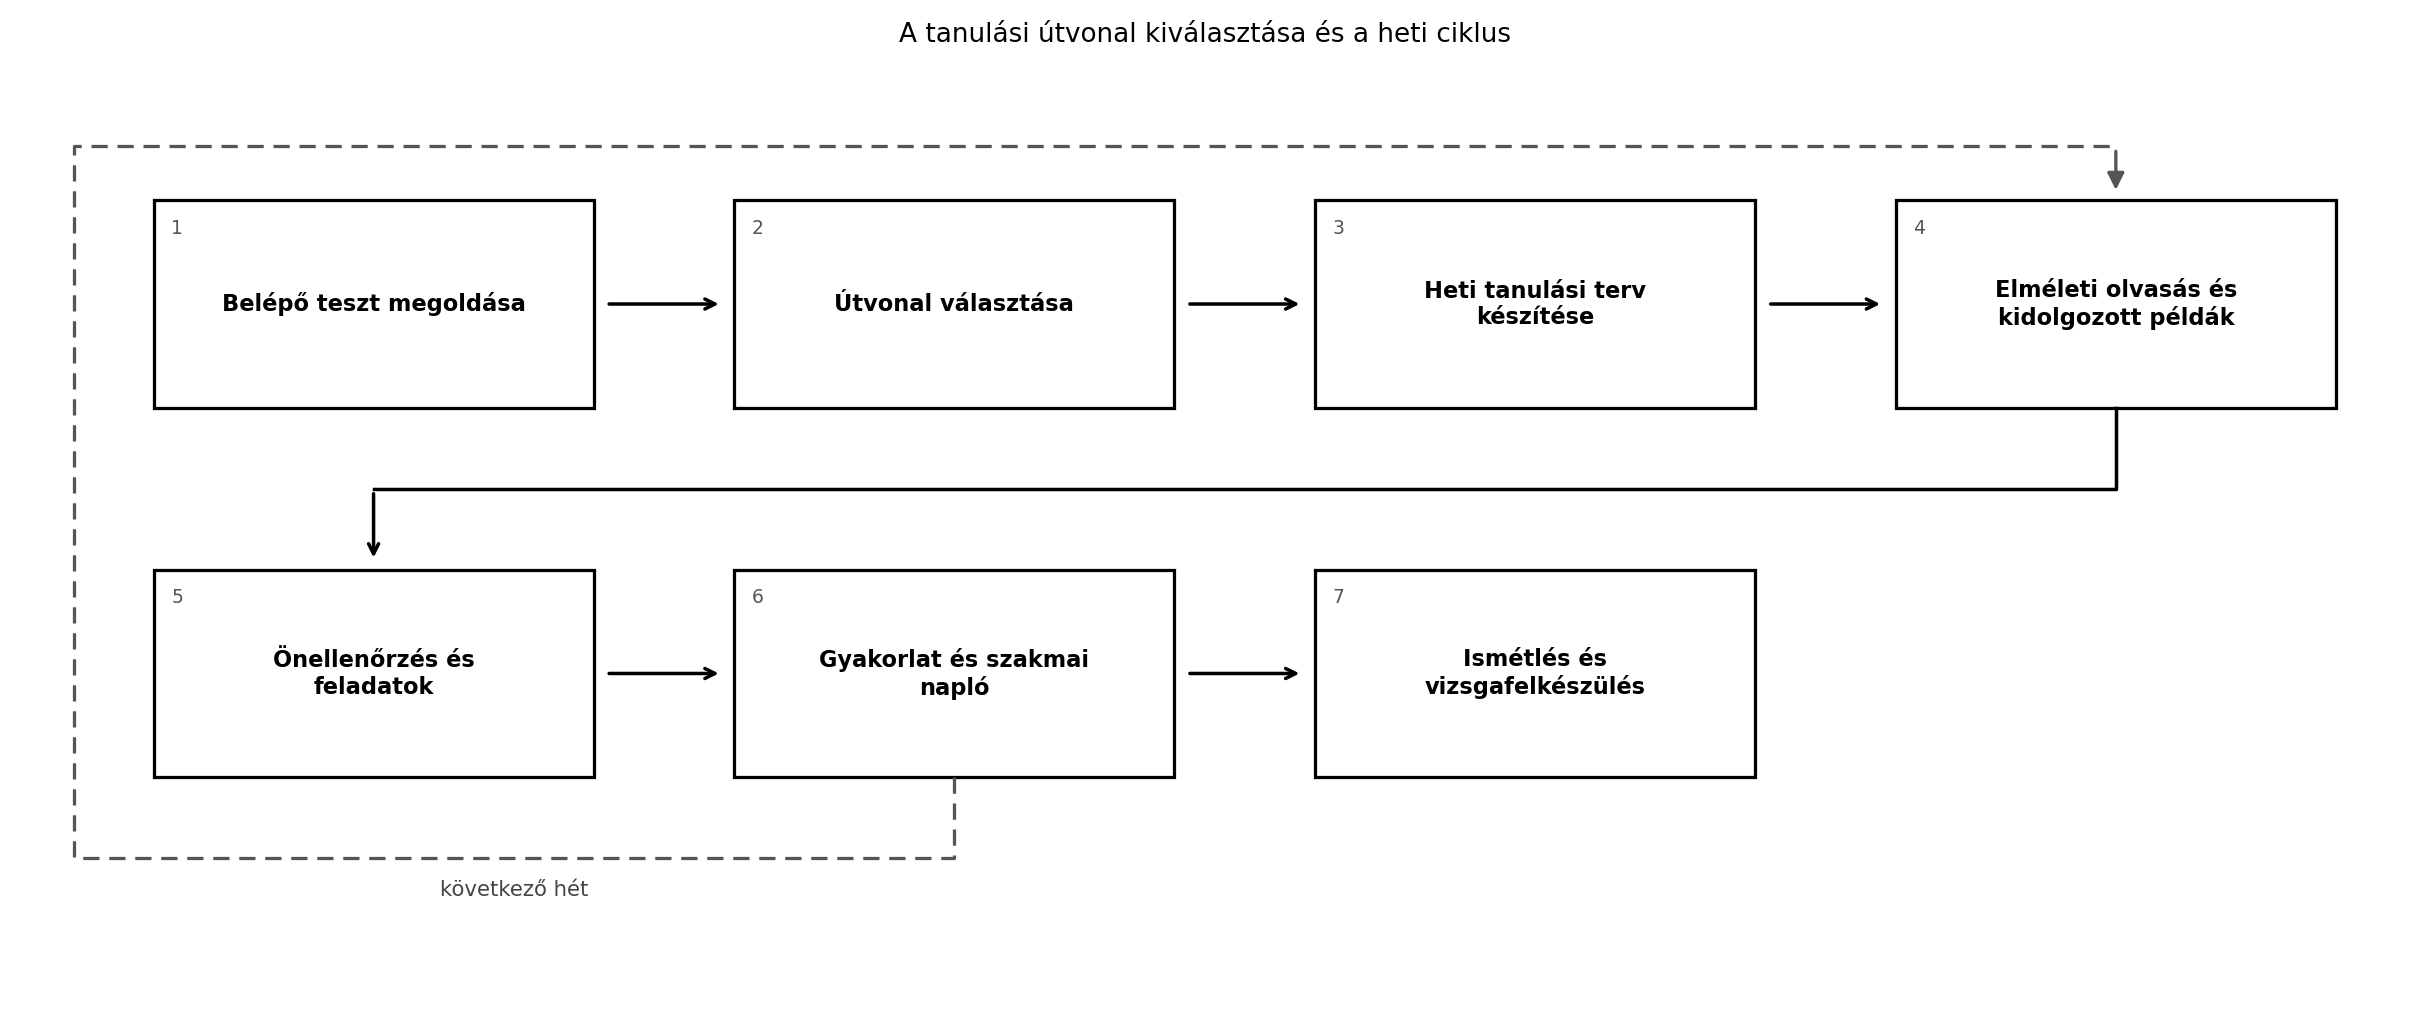 A tanulási útvonal kiválasztása és a heti ciklus
1
Belépő teszt megoldása
2
Útvonal választása
3
Heti tanulási terv
készítése
4
Elméleti olvasás és
kidolgozott példák
5
Önellenőrzés és
feladatok
6
Gyakorlat és szakmai
napló
7
Ismétlés és
vizsgafelkészülés
következő hét